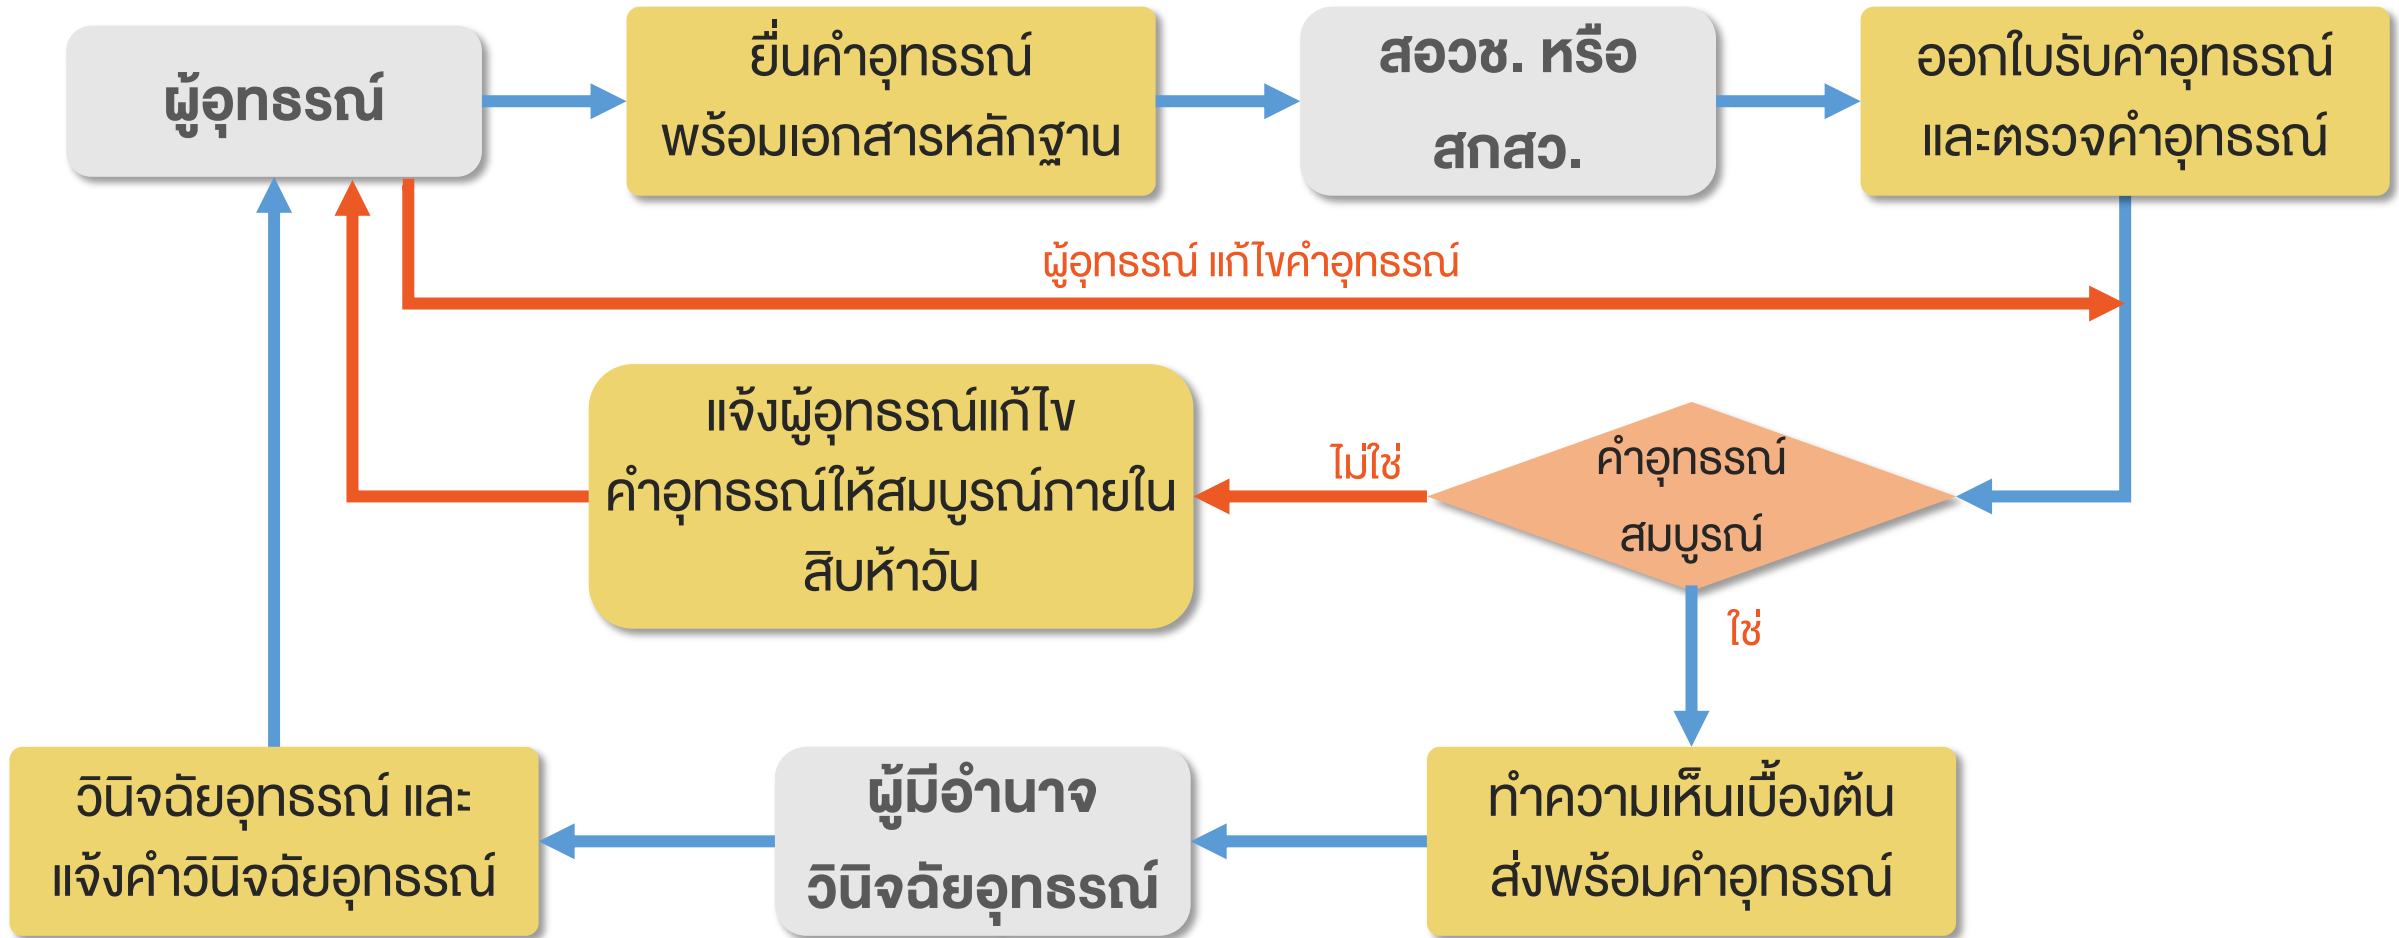 ผู้อุทธรณ์
ยื่นคำอุทธรณ์
พร้อมเอกสารหลักฐาน
สอวช. หรือ
สกสว.
ออกใบรับคำอุทธรณ์
และตรวจคำอุทธรณ์
ผู้อุทธรณ์ แก้ไขคำอุทธรณ์
แจ้งผู้อุทธรณ์แก้ไข
คำอุทธรณ์ให้สมบูรณ์ภายใน
สิบห้าวัน
ไม่ใช่
คำอุทธรณ์
สมบูรณ์
ใช่
วินิจฉัยอุทธรณ์ และ
แจ้งคำวินิจฉัยอุทธรณ์
ผู้มีอำนาจ
วินิจฉัยอุทธรณ์
ทำความเห็นเบื้องต้น
ส่งพร้อมคำอุทธรณ์